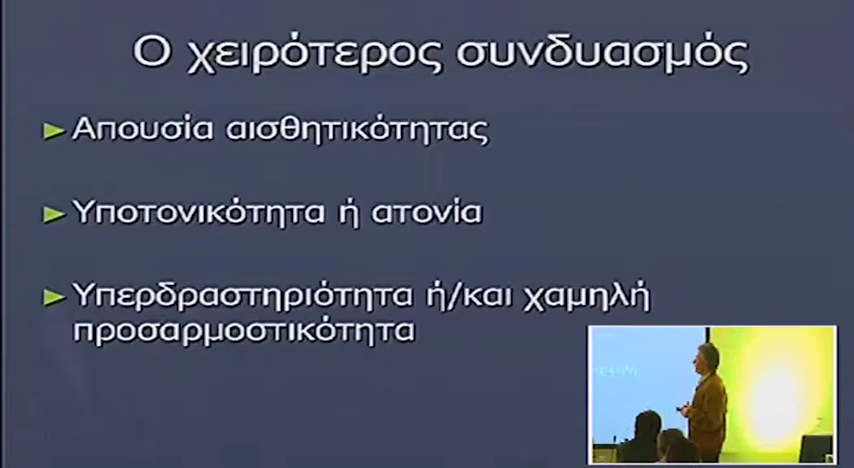 Ο χειρότερος συνδυασμός
Απουσία αισθητικότητας
Υποτονικότητα ή ατονία
Υπερδραστηριότητα ή/και χαμηλή
προσαρμοστικότητα